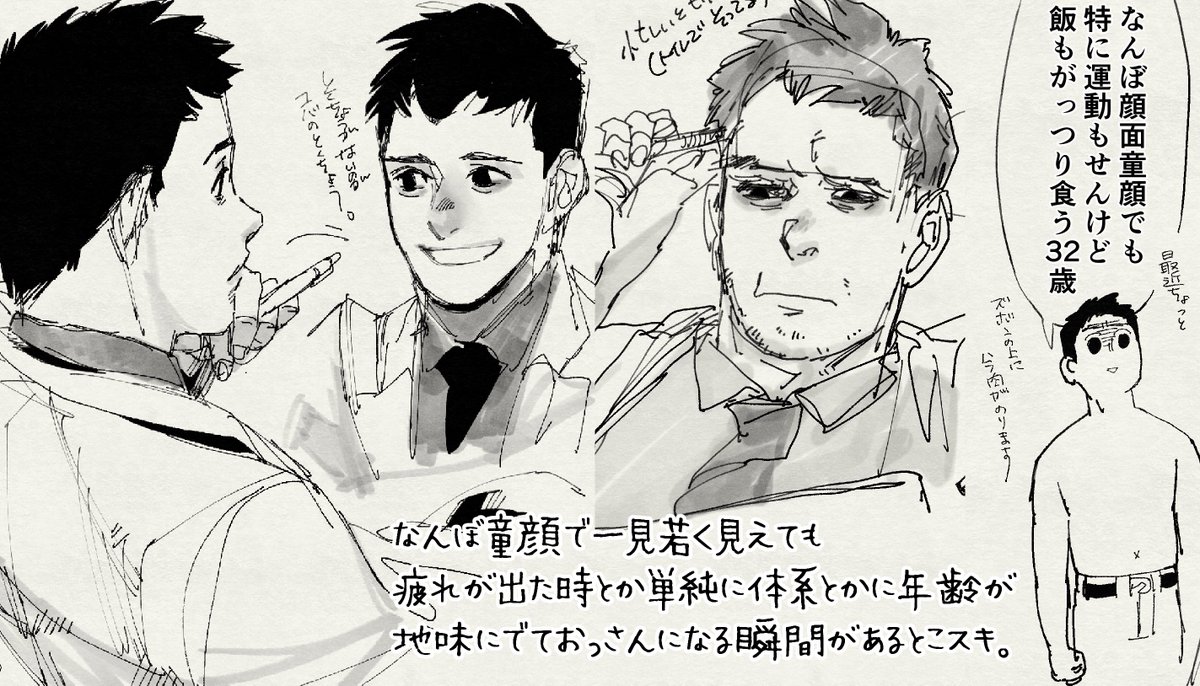 なんぼ顔面童顔でも
特に運動もせんけど
飯もがっつり食う32歳
最近ちょっと
ズボンの上に
ハラ肉がのります
なんぼ童顔で一見若く見えても
疲れが出た時とか単純に体系とかに年齢が
地味にでておっさんになる瞬間があるとこスキ。